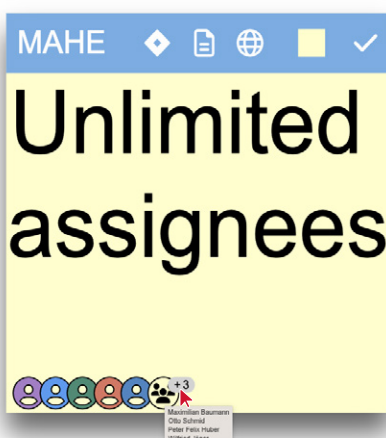 MAHE
Unlimited
assignees
+3
Maximilian Baumann
Otto Schmid
Peter Felix Huber